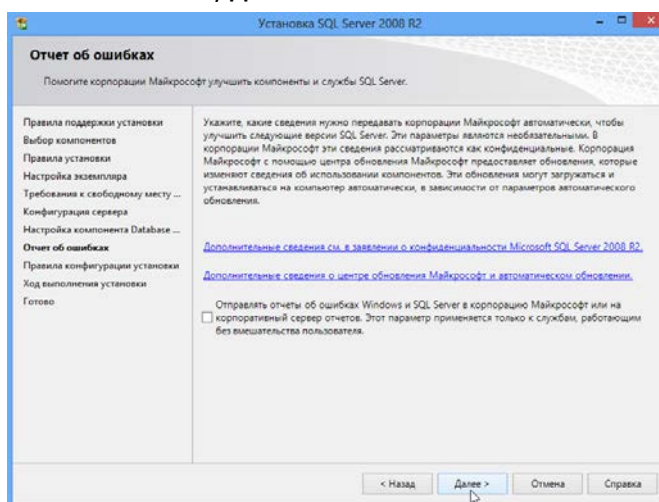 Установка SQL Server 2008 R2
Отчет об ошибках
Помогите корпорации Майкрософт улучшить компоненты и службы SQL Server.
Правила поддержки установки
Выбор компонентов
Правила установки
Настройка экземпляра
Требования к свободному месту ...
Конфигурация сервера
Настройка компонента Database ...
Отчет об ошибках
Правила конфигурации установки
Ход выполнения установки
Готово
Укажите, какие сведения нужно передавать корпорации Майкрософт автоматически, чтобы
улучшить следующие версии SQL Server. Эти параметры являются необязательными. В
корпорации Майкрософт эти сведения рассматриваются как конфиденциальные. Корпорация
Майкрософт с помощью центра обновления Майкрософт предоставляет обновления, которые
изменяют сведения об использовании компонентов. Эти обновления могут загружаться и
устанавливаться на компьютер автоматически, в зависимости от параметров автоматического
обновления.
Дополнительные сведения см. в заявлении о конфиденциальности Microsoft SQL Server 2008 R2.
Дополнительные сведения о центре обновления Майкрософт и автоматическом обновлении.
Отправлять отчеты об ошибках Windows и SQL Server в корпорацию Майкрософт или на
корпоративный сервер отчетов. Этот параметр применяется только к службам, работающим
без вмешательства пользователя.
< Назад
Далее >
Отмена
Справка